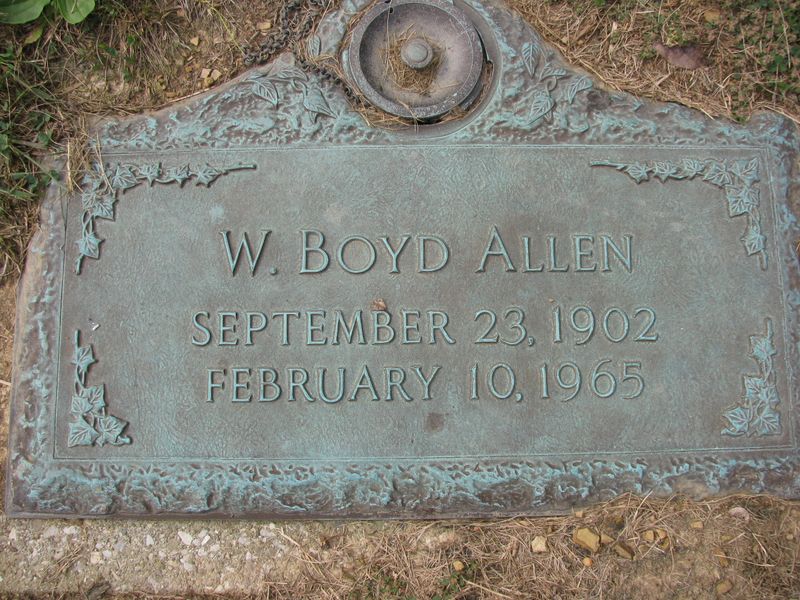 W. BOYD ALLEN
SEPTEMBER 23, 1902
FEBRUARY 10, 1965